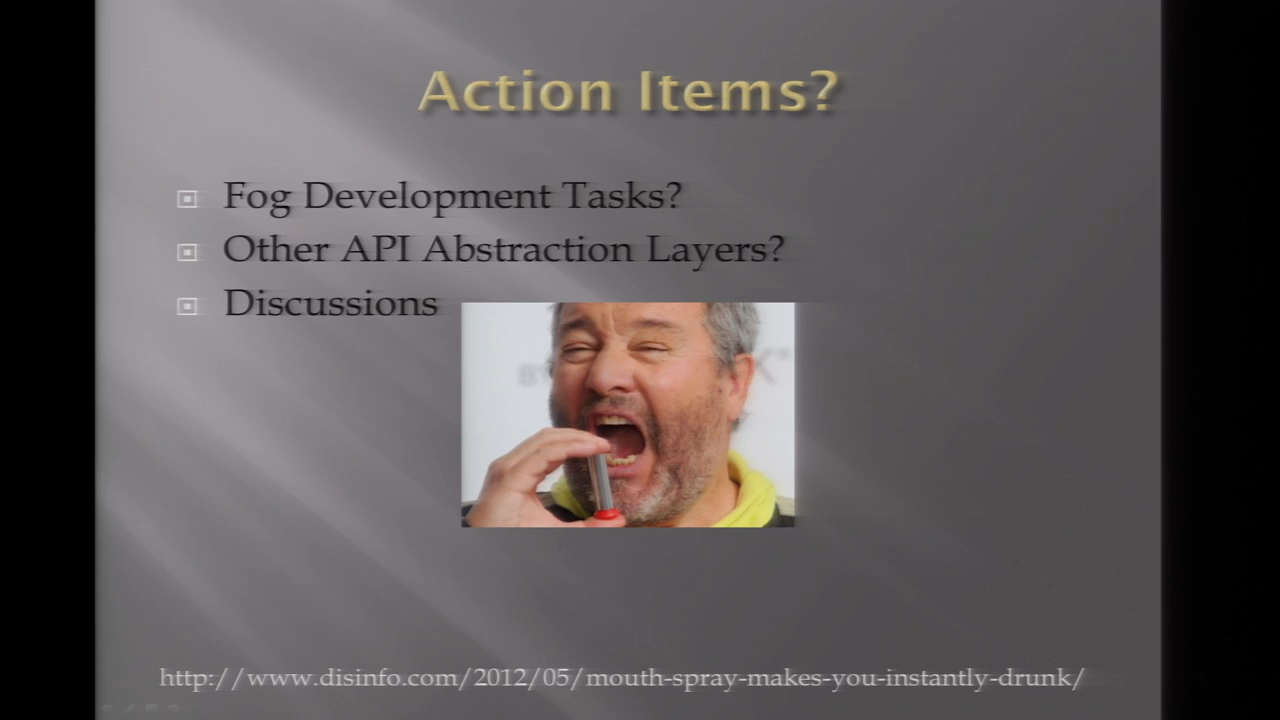 Action Items?
Fog Development Tasks?
Other API Abstraction Layers?
Discussions
http://www.disinfo.com/2012/05/mouth-spray-makes-you-instantly-drunk/